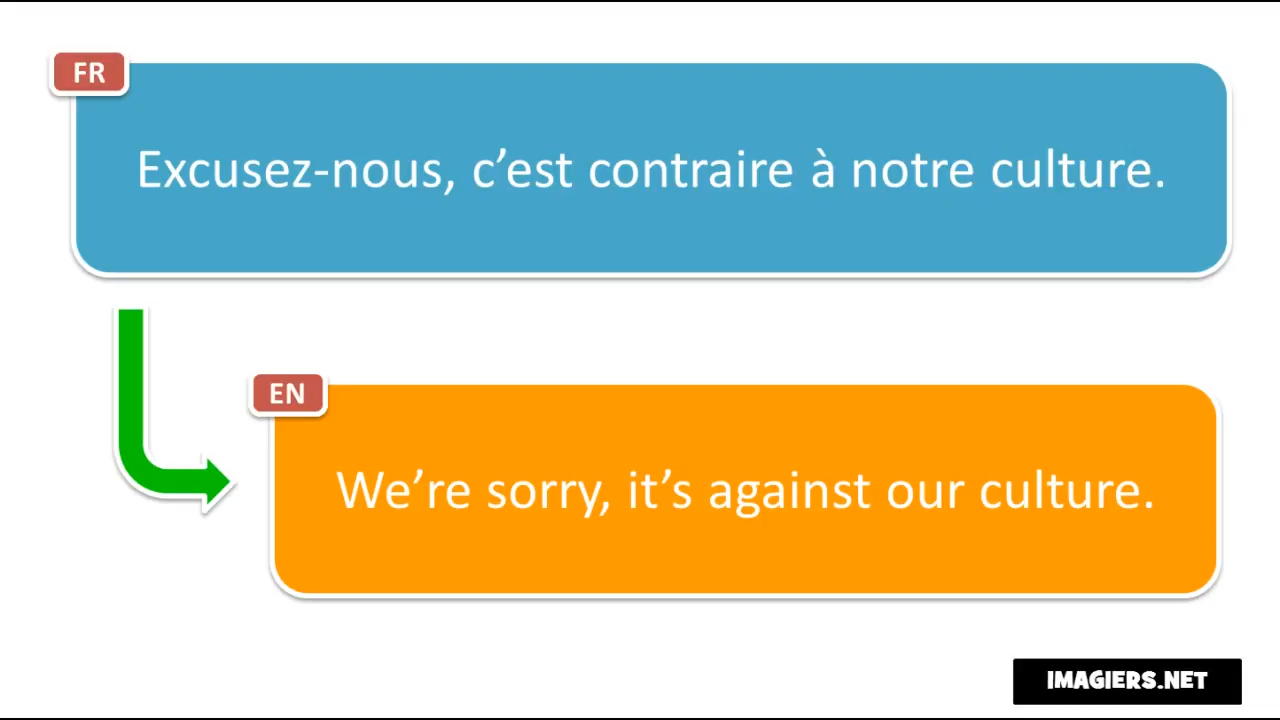 FR
Excusez-nous, c’est contraire à notre culture.
EN
We’re sorry, it’s against our culture.
IMAGIERS.NET